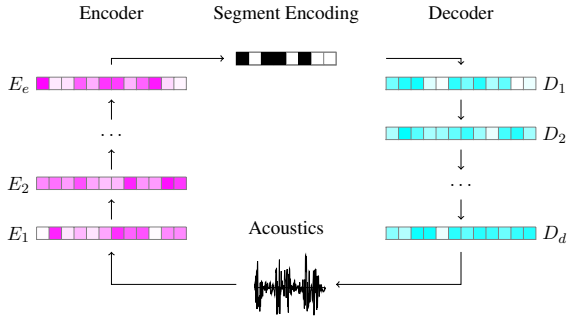 Encoder Segment Encoding Decoder
E_e D_1
... D_2
E_2 ...
E_1 Acoustics D_d